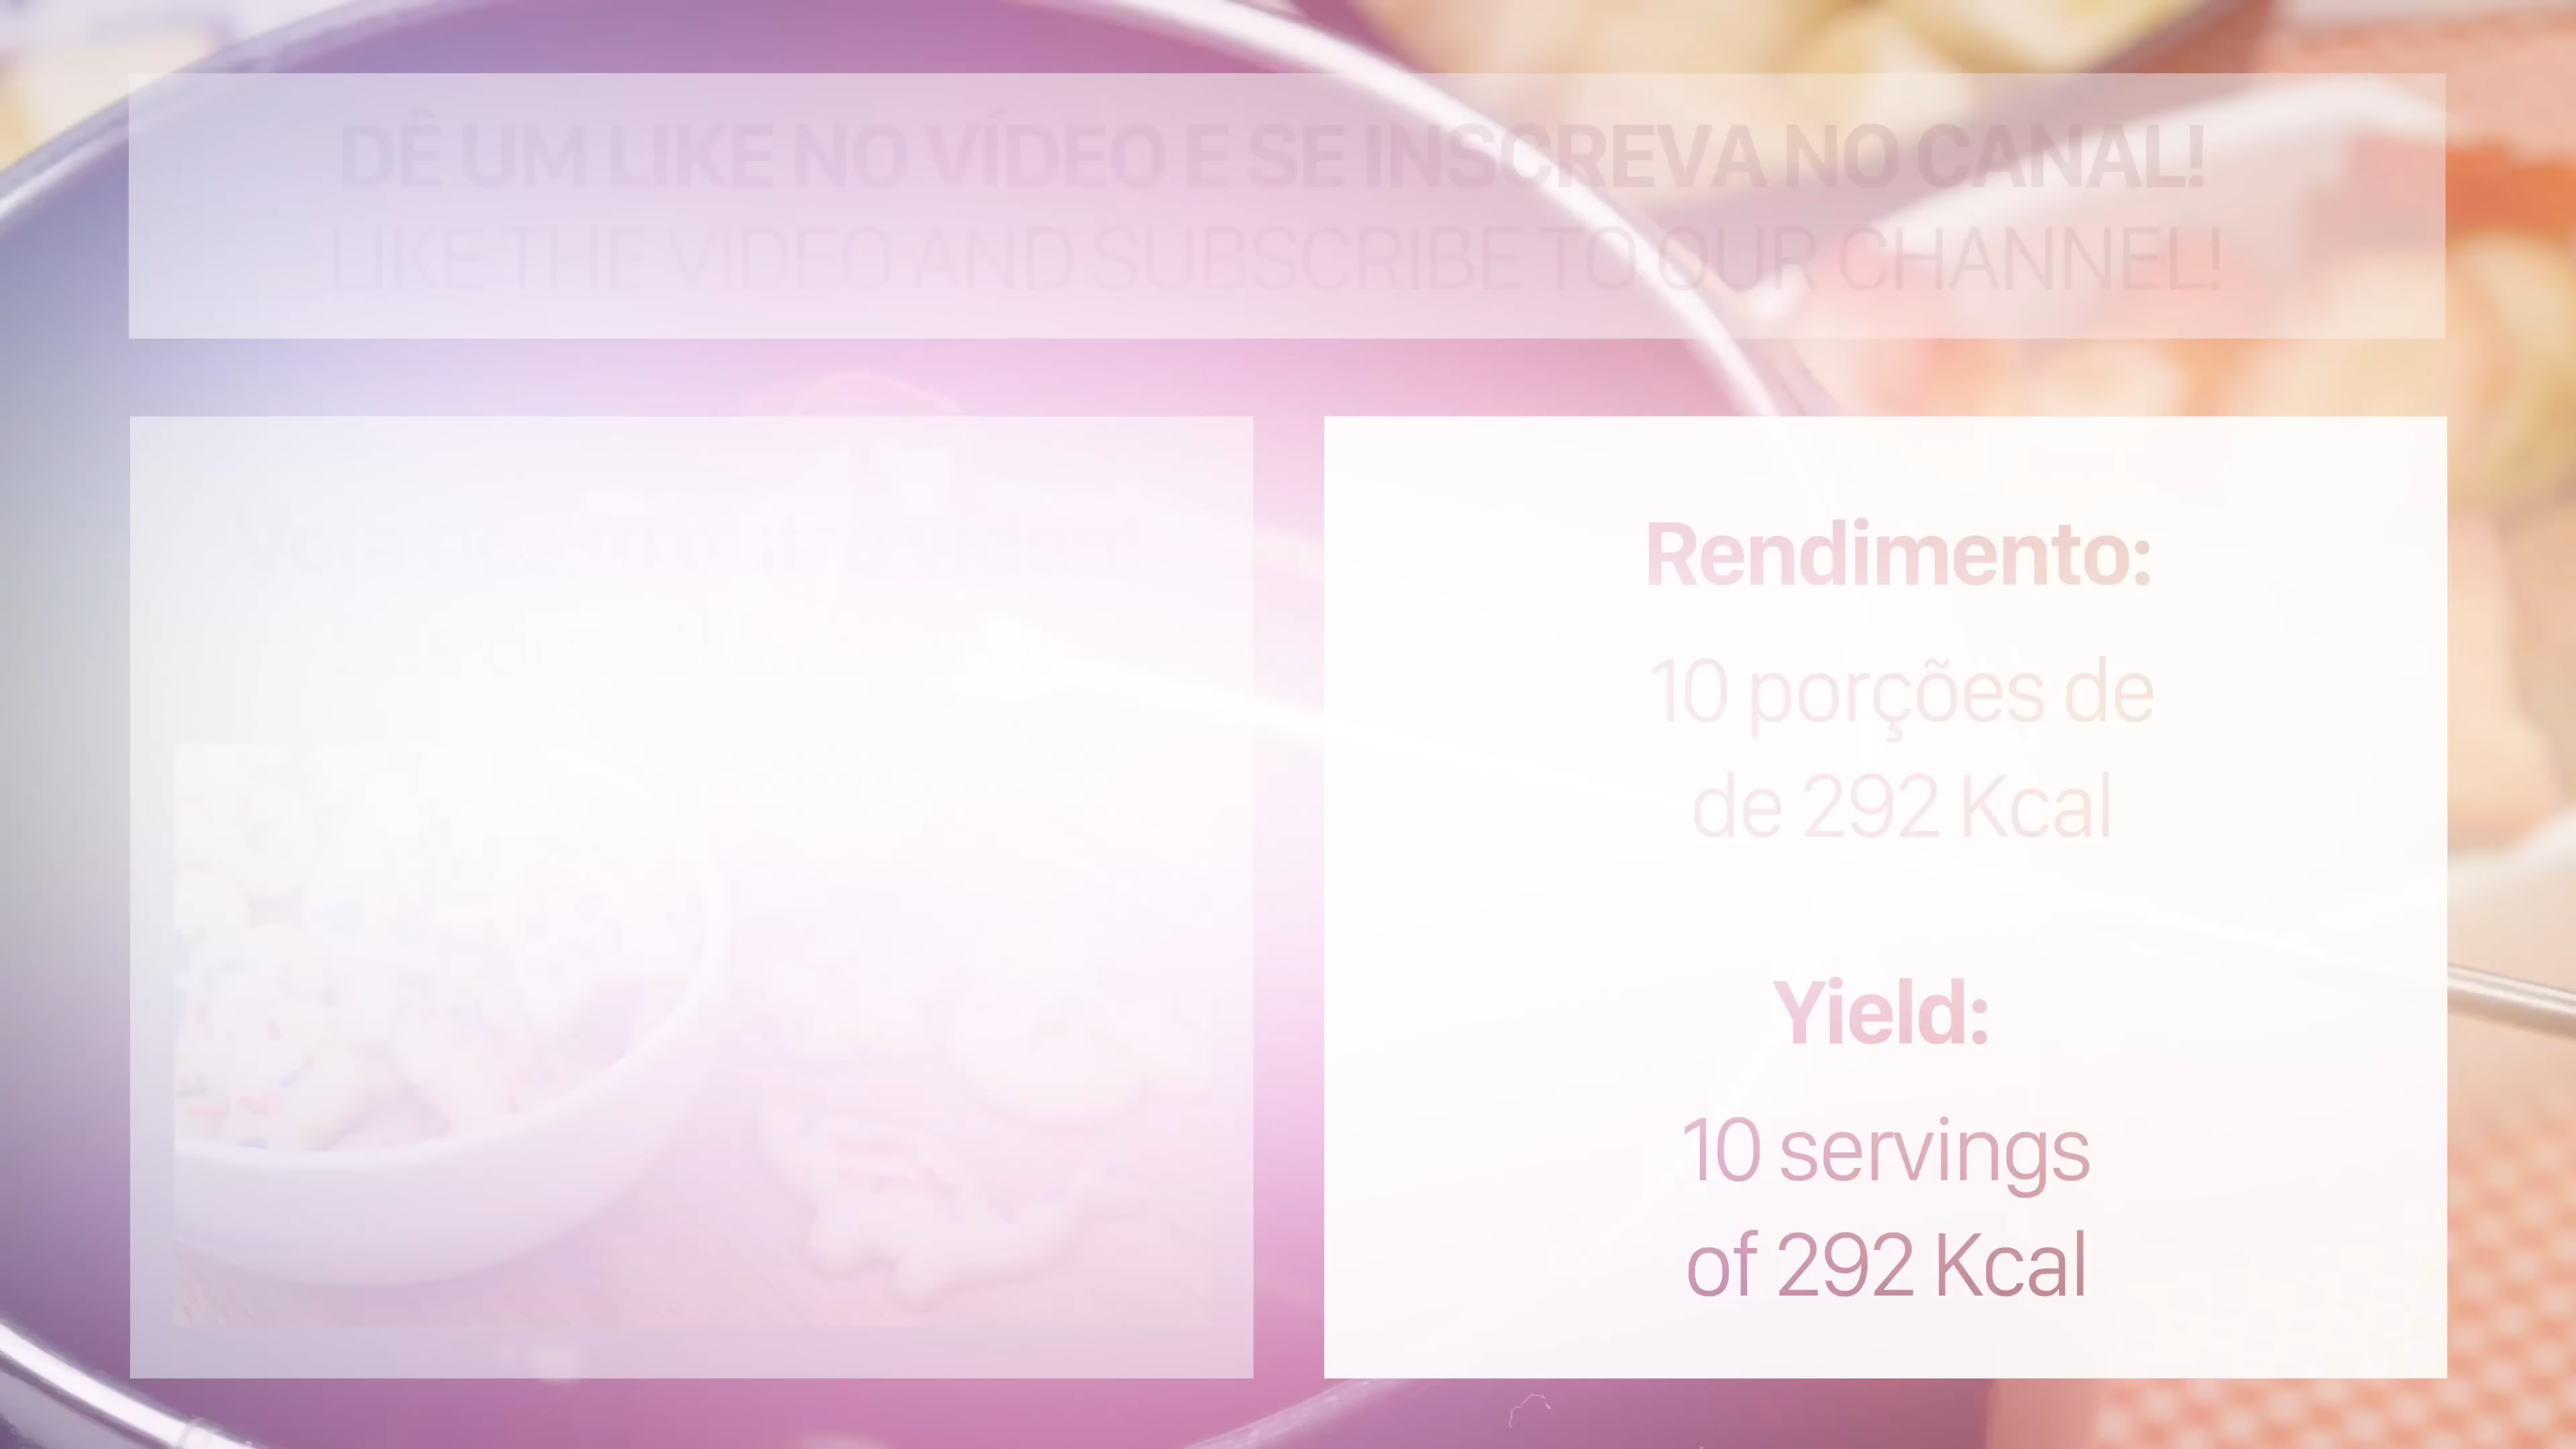 DÊ UM LIKE NO VÍDEO E SE INSCREVA NO CANAL!
LIKE THE VIDEO AND SUBSCRIBE TO OUR CHANNEL!
Rendimento:
10 porções de
de 292 Kcal
Yield:
10 servings
of 292 Kcal